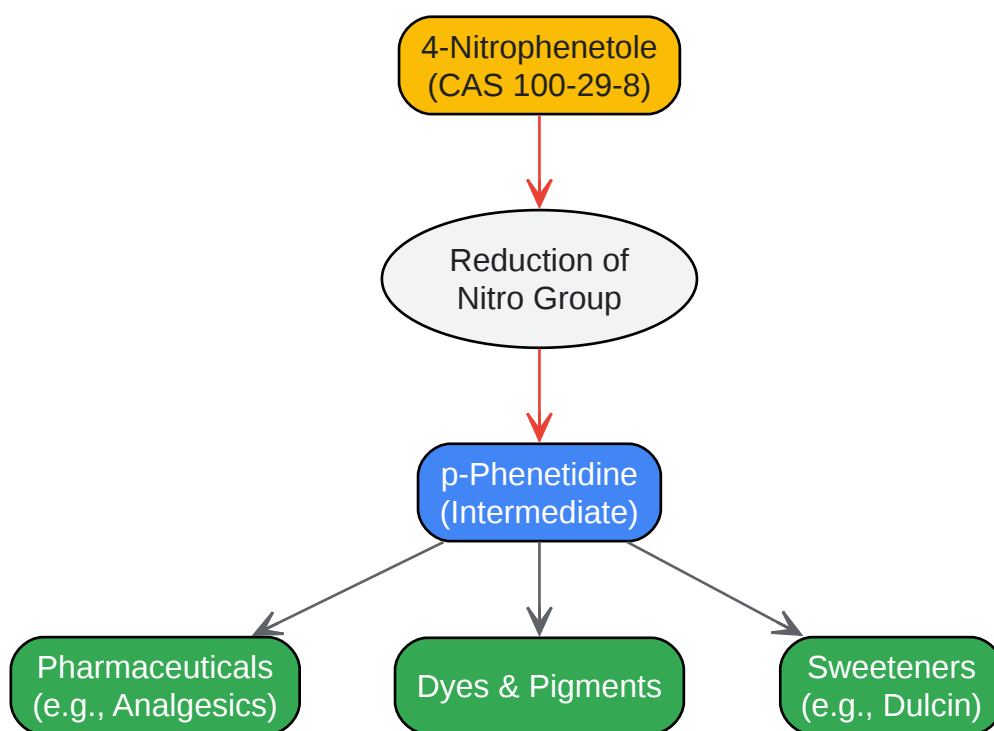 4-Nitrophenetole
(CAS 100-29-8)
Reduction of
Nitro Group
p-Phenetidine
(Intermediate)
Pharmaceuticals
(e.g., Analgesics)
Dyes & Pigments
Sweeteners
(e.g., Dulcin)